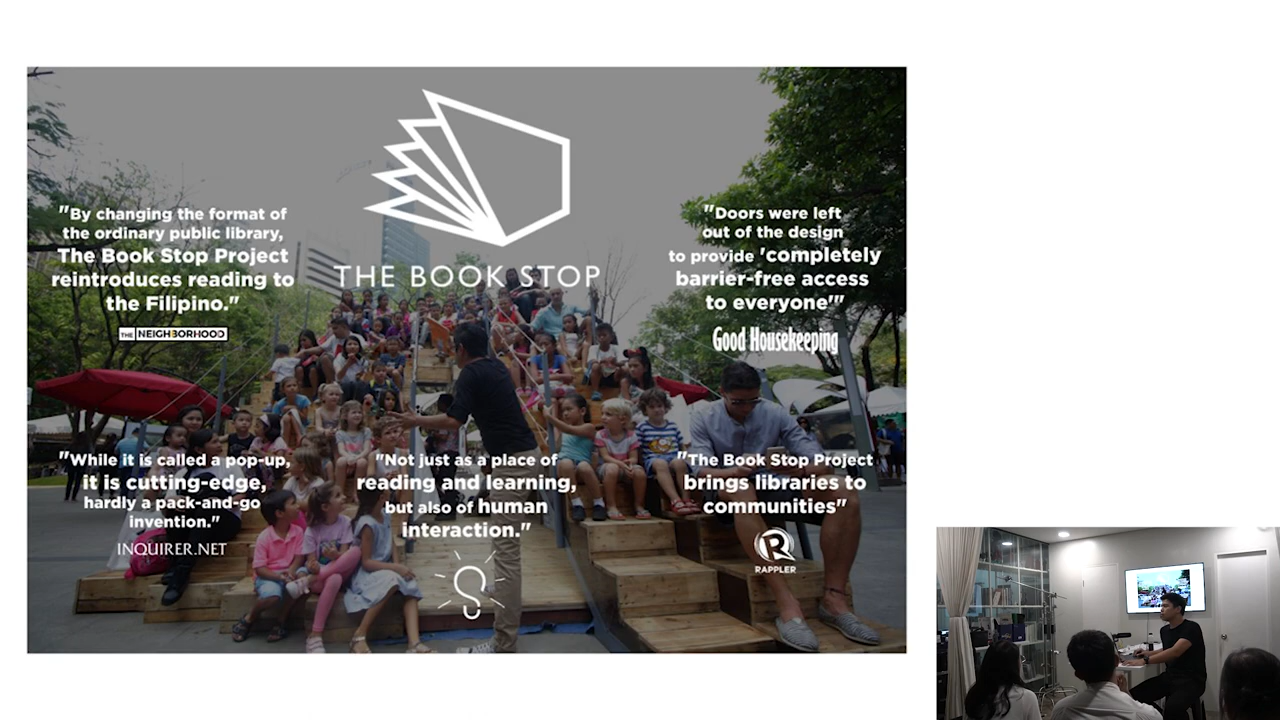 THE BOOK STOP
"By changing the format of
the ordinary public library,
The Book Stop Project
reintroduces reading to
the Filipino."
THE NEIGHBORHOOD
"Doors were left
out of the design
to provide 'completely
barrier-free access
to everyone'"
Good Housekeeping
"While it is called a pop-up,
it is cutting-edge,
hardly a pack-and-go
invention."
INQUIRER.NET
"Not just as a place of
reading and learning,
but also of human
interaction."
"The Book Stop Project
brings libraries to
communities"
R
RAPPLER